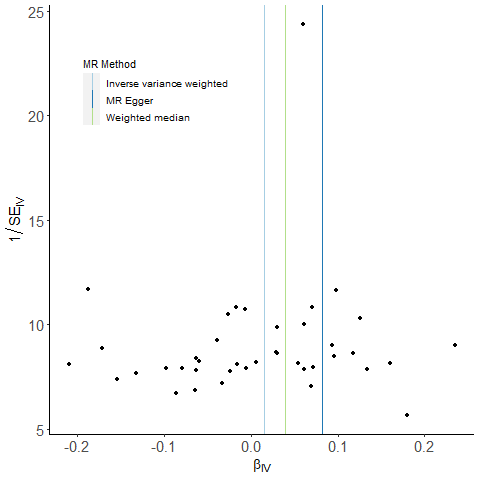 25
MR Method
Inverse variance weighted
MR Egger
Weighted median
20
1/SE_IV
15
10
5
-0.2 -0.1 0.0 0.1 0.2
β_IV